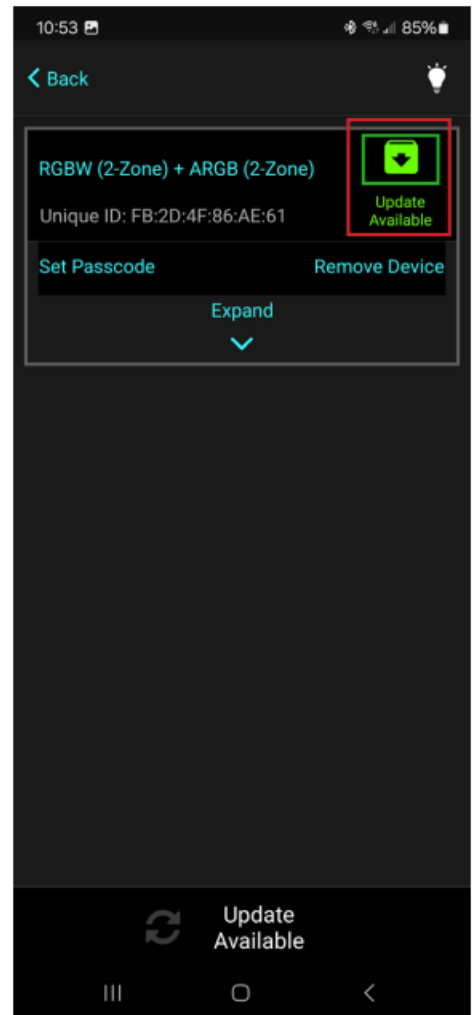 10:53
85%
Back
RGBW (2-Zone) + ARGB (2-Zone)
Unique ID: FB:2D:4F:86:AE:61
Update
Available
Set Passcode
Remove Device
Expand
Update
Available